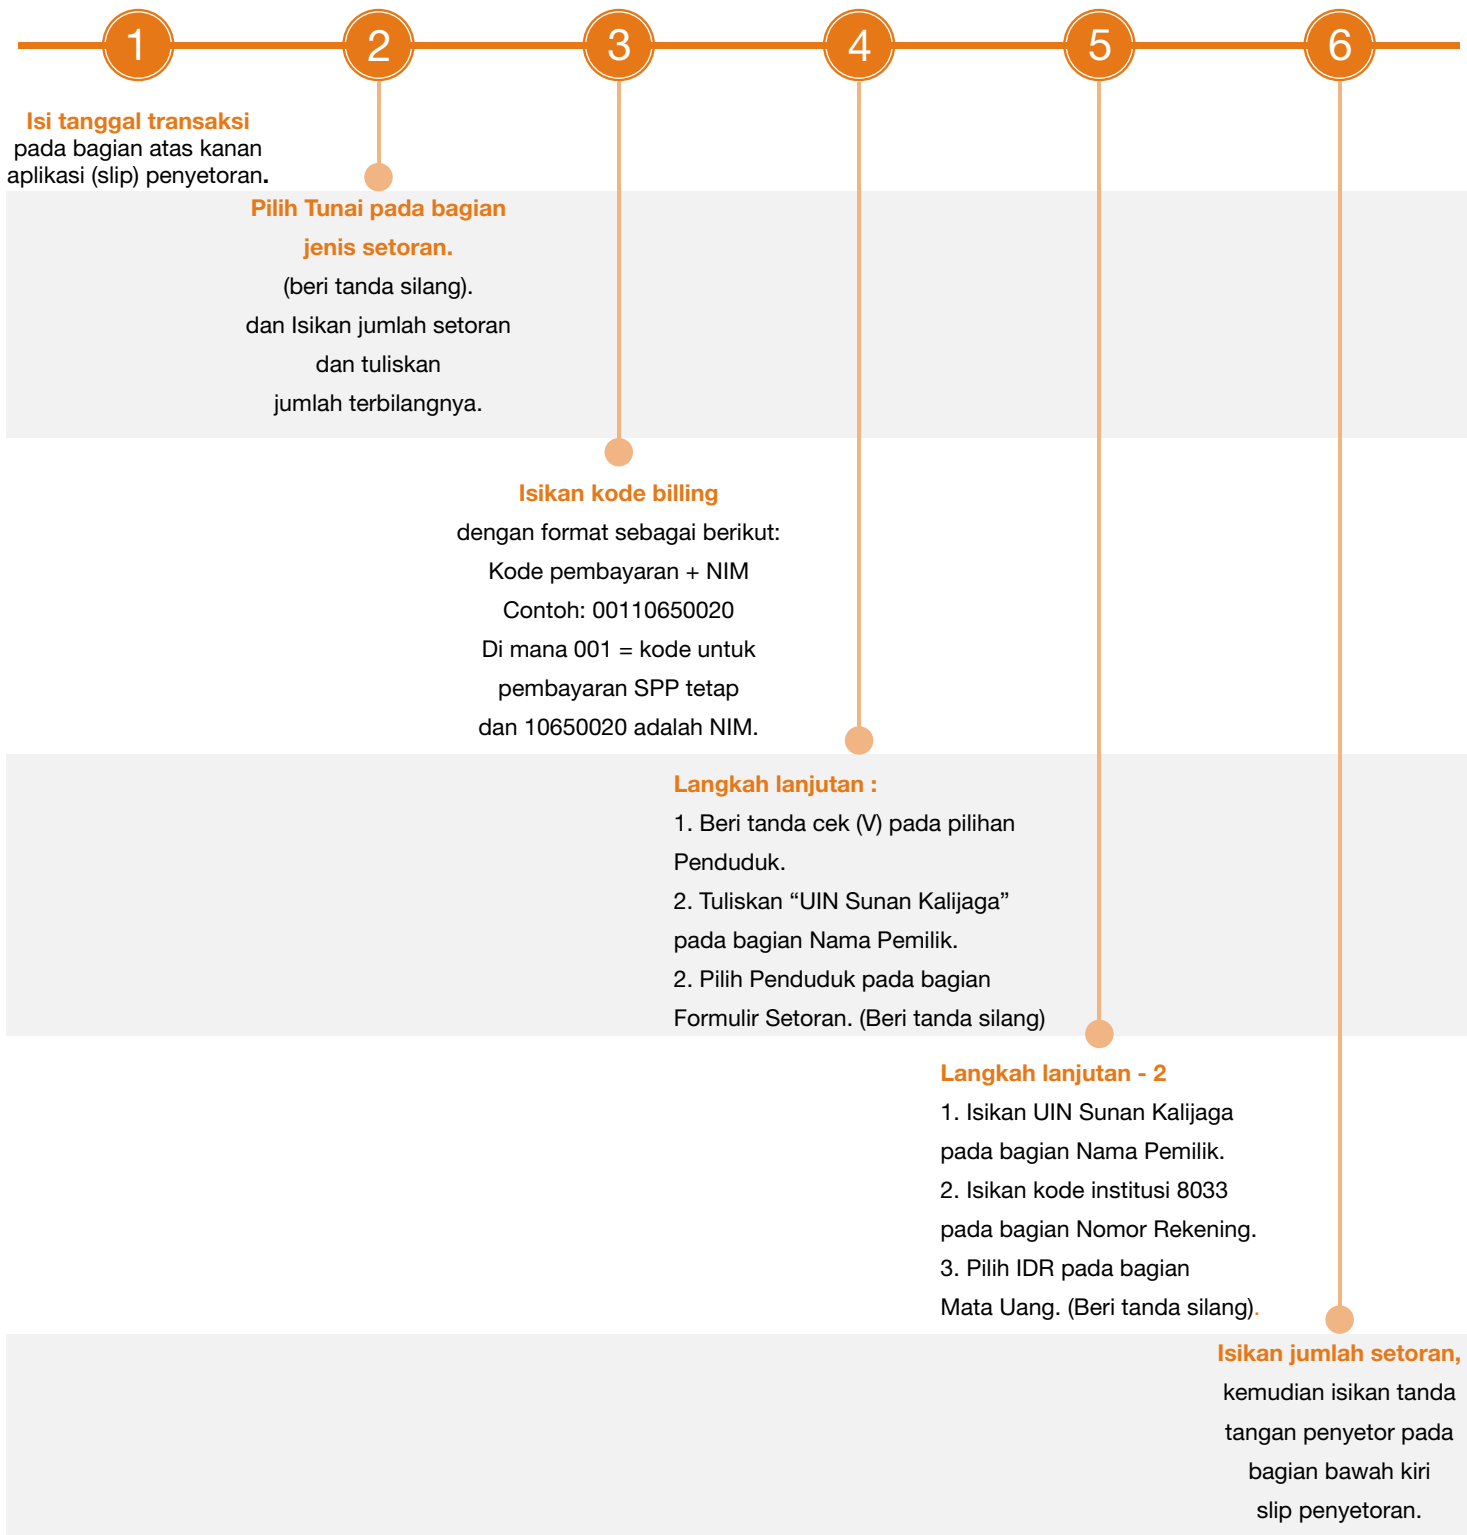 1
2
3
4
5
6
Isi tanggal transaksi
pada bagian atas kanan
aplikasi (slip) penyetoran.
Pilih Tunai pada bagian
jenis setoran.
(beri tanda silang).
dan Isikan jumlah setoran
dan tuliskan
jumlah terbilangnya.
Isikan kode billing
dengan format sebagai berikut:
Kode pembayaran + NIM
Contoh: 00110650020
Di mana 001 = kode untuk
pembayaran SPP tetap
dan 10650020 adalah NIM.
Langkah lanjutan :
1. Beri tanda cek (V) pada pilihan
Penduduk.
2. Tuliskan “UIN Sunan Kalijaga”
pada bagian Nama Pemilik.
2. Pilih Penduduk pada bagian
Formulir Setoran. (Beri tanda silang)
Langkah lanjutan - 2
1. Isikan UIN Sunan Kalijaga
pada bagian Nama Pemilik.
2. Isikan kode institusi 8033
pada bagian Nomor Rekening.
3. Pilih IDR pada bagian
Mata Uang. (Beri tanda silang).
Isikan jumlah setoran,
kemudian isikan tanda
tangan penyetor pada
bagian bawah kiri
slip penyetoran.